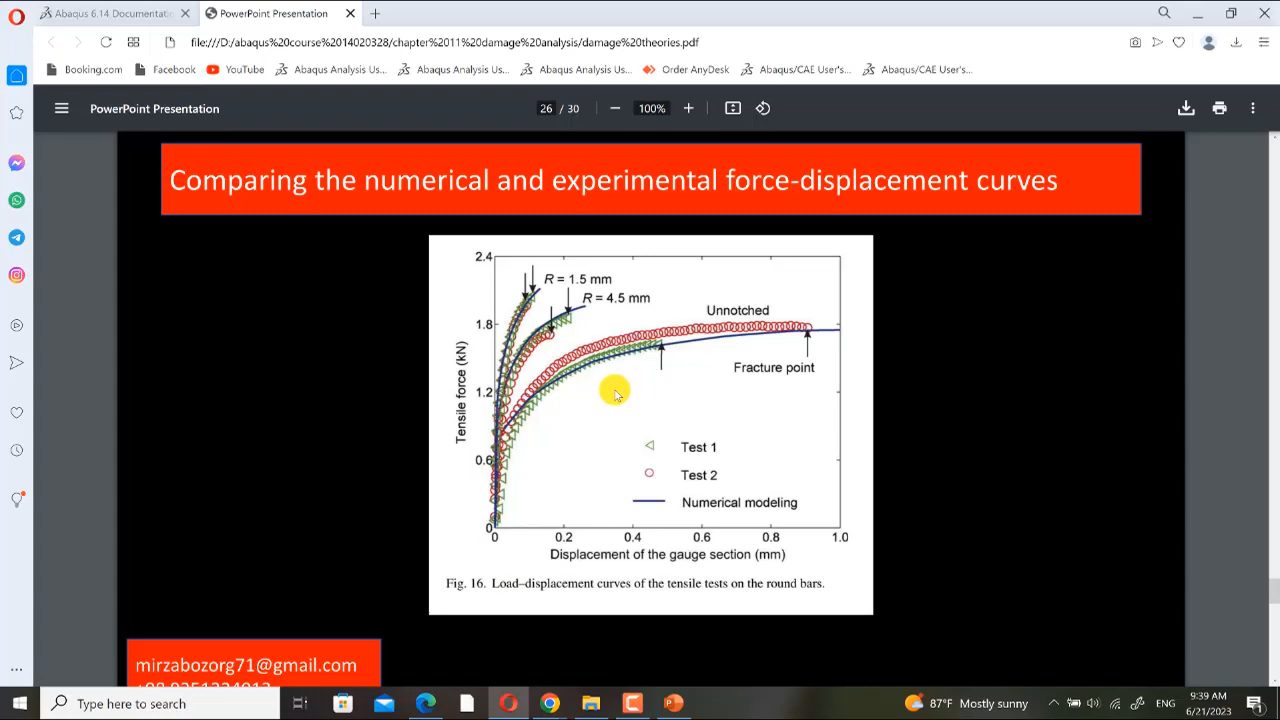 Abaqus 6.14 Documentati
PowerPoint Presentation
file:///D:/abaqus%20course%2014020328/chapter%2011%20damage%20analysis/damage%20theories.pdf
Booking.com
Facebook
YouTube
Abaqus Analysis Us...
Abaqus Analysis Us...
Abaqus Analysis Us...
Order AnyDesk
Abaqus/CAE User's...
Abaqus/CAE User's...
PowerPoint Presentation
26 / 30
100%
Comparing the numerical and experimental force-displacement curves
2.4
1.8
1.2
0.6
0
Tensile force (kN)
R = 1.5 mm
R = 4.5 mm
Unnotched
Fracture point
Test 1
Test 2
Numerical modeling
0 0.2 0.4 0.6 0.8 1.0
Displacement of the gauge section (mm)
Fig. 16. Load–displacement curves of the tensile tests on the round bars.
mirzabozorg71@gmail.com
Type here to search
87°F Mostly sunny
ENG
9:39 AM
6/21/2023
1